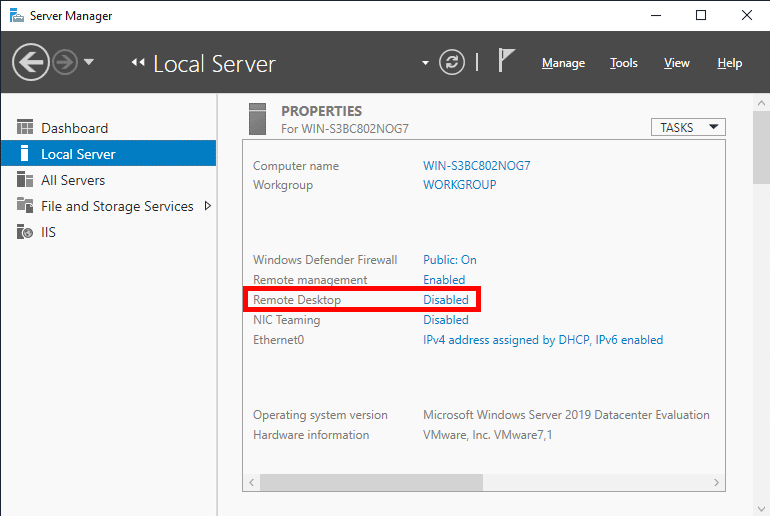 Server Manager
Local Server
Manage Tools View Help
Dashboard
Local Server
All Servers
File and Storage Services
IIS
PROPERTIES
For WIN-S3BC802NOG7
TASKS
Computer name WIN-S3BC802NOG7
Workgroup WORKGROUP
Windows Defender Firewall Public: On
Remote management Enabled
Remote Desktop Disabled
NIC Teaming Disabled
Ethernet0 IPv4 address assigned by DHCP, IPv6 enabled
Operating system version Microsoft Windows Server 2019 Datacenter Evaluation
Hardware information VMware, Inc. VMware7,1